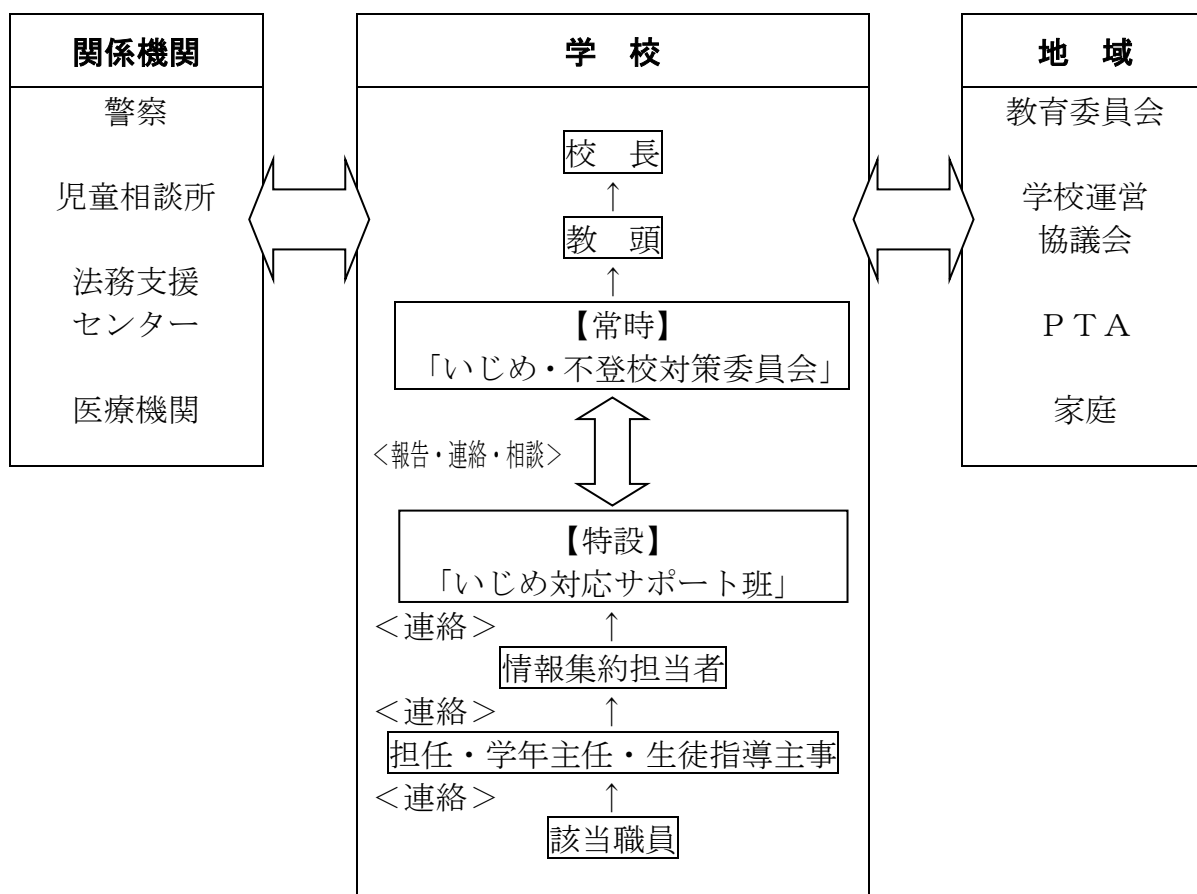 関係機関
警察
児童相談所
法務支援
センター
医療機関
学　校
校　長
↑
教　頭
↑
【常時】
「いじめ・不登校対策委員会」
＜報告・連絡・相談＞
【特設】
「いじめ対応サポート班」
＜連絡＞　↑
情報集約担当者
＜連絡＞　↑
担任・学年主任・生徒指導主事
＜連絡＞　↑
該当職員
地　域
教育委員会
学校運営
協議会
ＰＴＡ
家庭